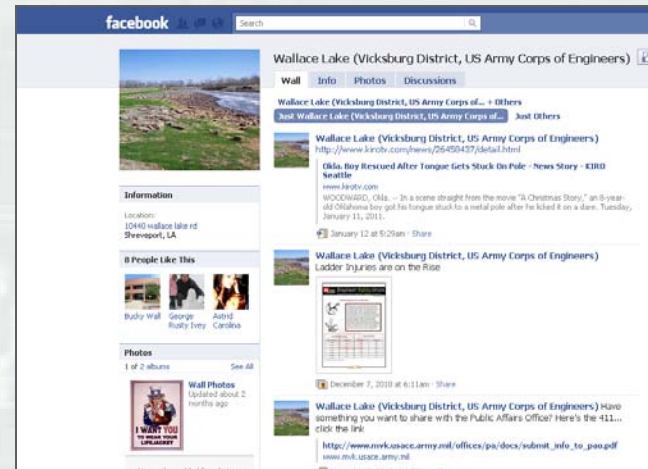 facebook
Search
Wallace Lake (Vicksburg District, US Army Corps of Engineers)
Wall Info Photos Discussions
Wallace Lake (Vicksburg District, US Army Corps of... + Others
Just Wallace Lake (Vicksburg District, US Army Corps of... Just Others
Wallace Lake (Vicksburg District, US Army Corps of Engineers)
http://www.kirotv.com/news/26458437/detail.html
Okla. Boy Rescued After Tongue Gets Stuck On Pole - News Story - KIRO
Seattle
www.kirotv.com
WOODWARD, Okla. -- In a scene straight from the movie "A Christmas Story," an 8-year-
old Oklahoma boy got his tongue stuck to a metal pole after he licked it on a dare. Tuesday,
January 11, 2011.
January 12 at 5:29am · Share
Wallace Lake (Vicksburg District, US Army Corps of Engineers)
Ladder Injuries are on the Rise
December 7, 2010 at 6:11am · Share
Wallace Lake (Vicksburg District, US Army Corps of Engineers) Have
something you want to share with the Public Affairs Office? Here's the 411...
click the link
http://www.mvk.usace.army.mil/offices/pa/docs/submit_info_to_pao.pdf
www.mvk.usace.army.mil
Information
Location:
10440 wallace lake rd
Shreveport, LA
8 People Like This
Bucky Wall
George
Rusty Ivey
Astrid
Carolina
Photos
1 of 2 albums See All
Wall Photos
Updated about 2
months ago
I WANT YOU
TO WEAR YOUR
LIFEJACKET